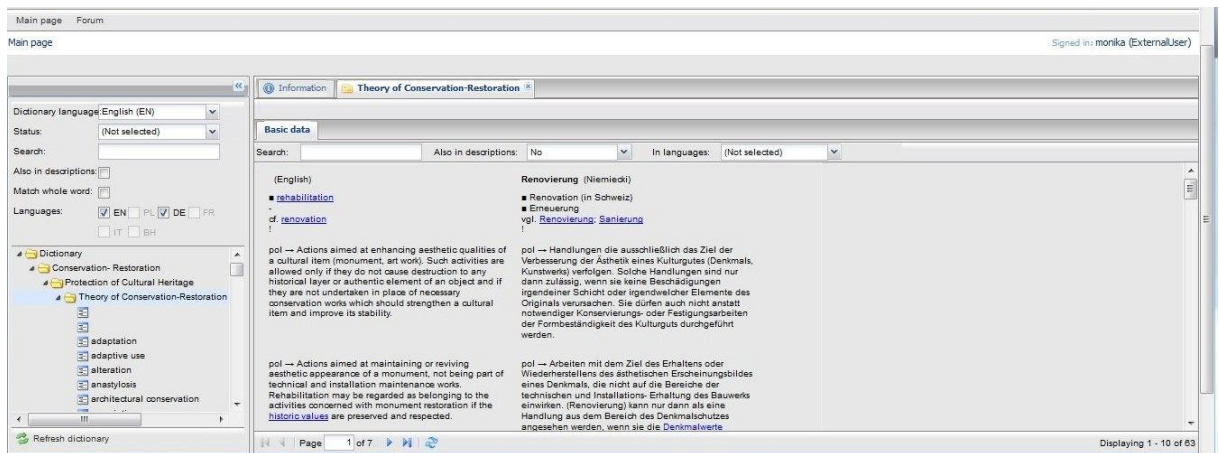 Main page Forum
Main page
Signed in: monika (ExternalUser)
Dictionary language: English (EN)
Status: (Not selected)
Search:
Also in descriptions:
Match whole word:
Languages: EN PL DE FR
IT BH
Dictionary
Conservation- Restoration
Protection of Cultural Heritage
Theory of Conservation-Restoration
adaptation
adaptive use
alteration
anastylosis
architectural conservation
Refresh dictionary
Information Theory of Conservation-Restoration
Basic data
Search: Also in descriptions: No In languages: (Not selected)
(English)
■ rehabilitation
-
cf. renovation
!
pol → Actions aimed at enhancing aesthetic qualities of
a cultural item (monument, art work). Such activities are
allowed only if they do not cause destruction to any
historical layer or authentic element of an object and if
they are not undertaken in place of necessary
conservation works which should strengthen a cultural
item and improve its stability.
pol → Actions aimed at maintaining or reviving
aesthetic appearance of a monument, not being part of
technical and installation maintenance works.
Rehabilitation may be regarded as belonging to the
activities concerned with monument restoration if the
historic values are preserved and respected.
Renovierung (Niemiecki)
■ Renovation (in Schweiz)
■ Erneuerung
vgl. Renovierung; Sanierung
!
pol → Handlungen die ausschließlich das Ziel der
Verbesserung der Ästhetik eines Kulturgutes (Denkmals,
Kunstwerks) verfolgen. Solche Handlungen sind nur
dann zulässig, wenn sie keine Beschädigungen
irgendeiner Schicht oder irgendwelcher Elemente des
Originals verursachen. Sie dürfen auch nicht anstatt
notwendiger Konservierungs- oder Festigungsarbeiten
der Formbeständigkeit des Kulturguts durchgeführt
werden.
pol → Arbeiten mit dem Ziel des Erhaltens oder
Wiederherstellens des ästhetischen Erscheinungsbildes
eines Denkmals, die nicht auf die Bereiche der
technischen und Installations- Erhaltung des Bauwerks
einwirken. (Renovierung) kann nur dann als eine
Handlung aus dem Bereich des Denkmalschutzes
angesehen werden, wenn sie die Denkmalwerte
Page 1 of 7
Displaying 1 - 10 of 63